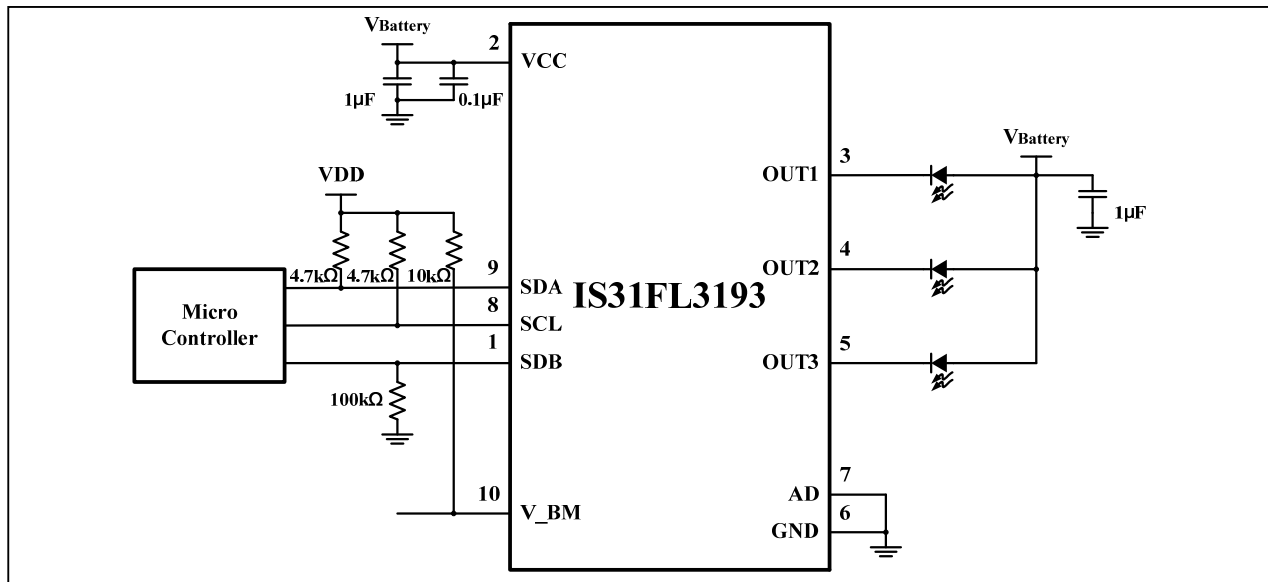 VBattery
2
VCC
1µF
0.1µF
VDD
4.7kΩ
4.7kΩ
10kΩ
9
SDA
8
SCL
1
SDB
Micro
Controller
100kΩ
10
V_BM
IS31FL3193
3
OUT1
VBattery
1µF
4
OUT2
5
OUT3
7
AD
6
GND